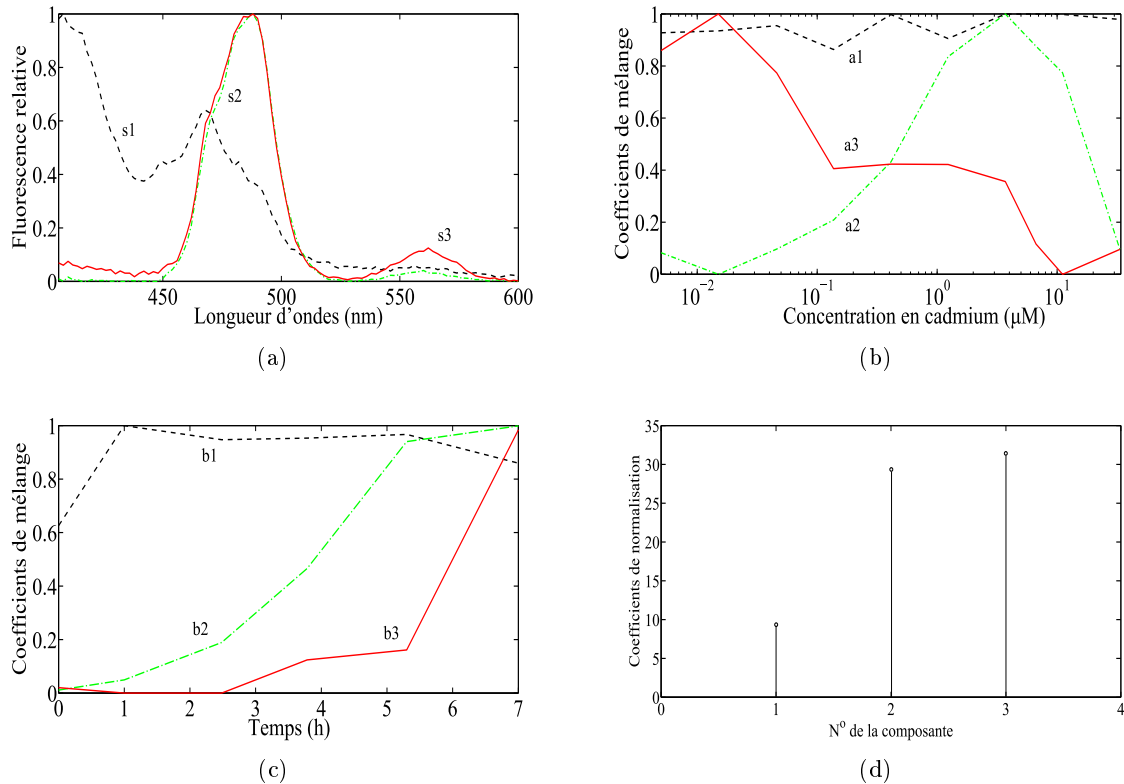 1
0.8
0.6
0.4
0.2
0
Fluorescence relative
s1
s2
s3
450
500
550
600
Longueur d'ondes (nm)
(a)
1
0.8
0.6
0.4
0.2
0
Coefficients de mélange
a1
a3
a2
10⁻²
10⁻¹
10⁰
10¹
Concentration en cadmium (μM)
(b)
1
0.8
0.6
0.4
0.2
0
Coefficients de mélange
b1
b2
b3
0 1 2 3 4 5 6 7
Temps (h)
(c)
35
30
25
20
15
10
5
0
Coefficients de normalisation
0 1 2 3 4
N° de la composante
(d)